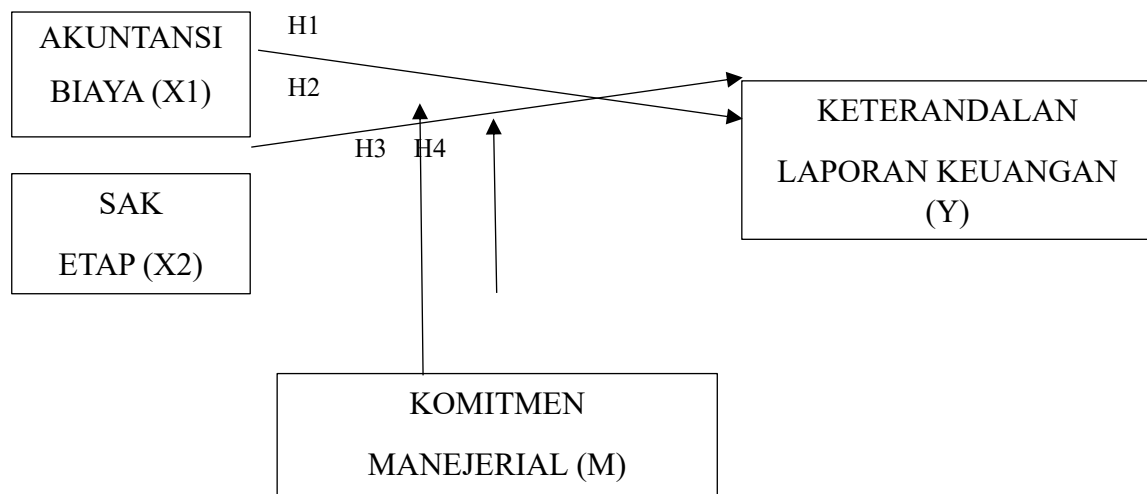 AKUNTANSI
BIAYA (X1)
H1
H2
H3
H4
SAK
ETAP (X2)
KETERANDALAN
LAPORAN KEUANGAN
(Y)
KOMITMEN
MANEJERIAL (M)